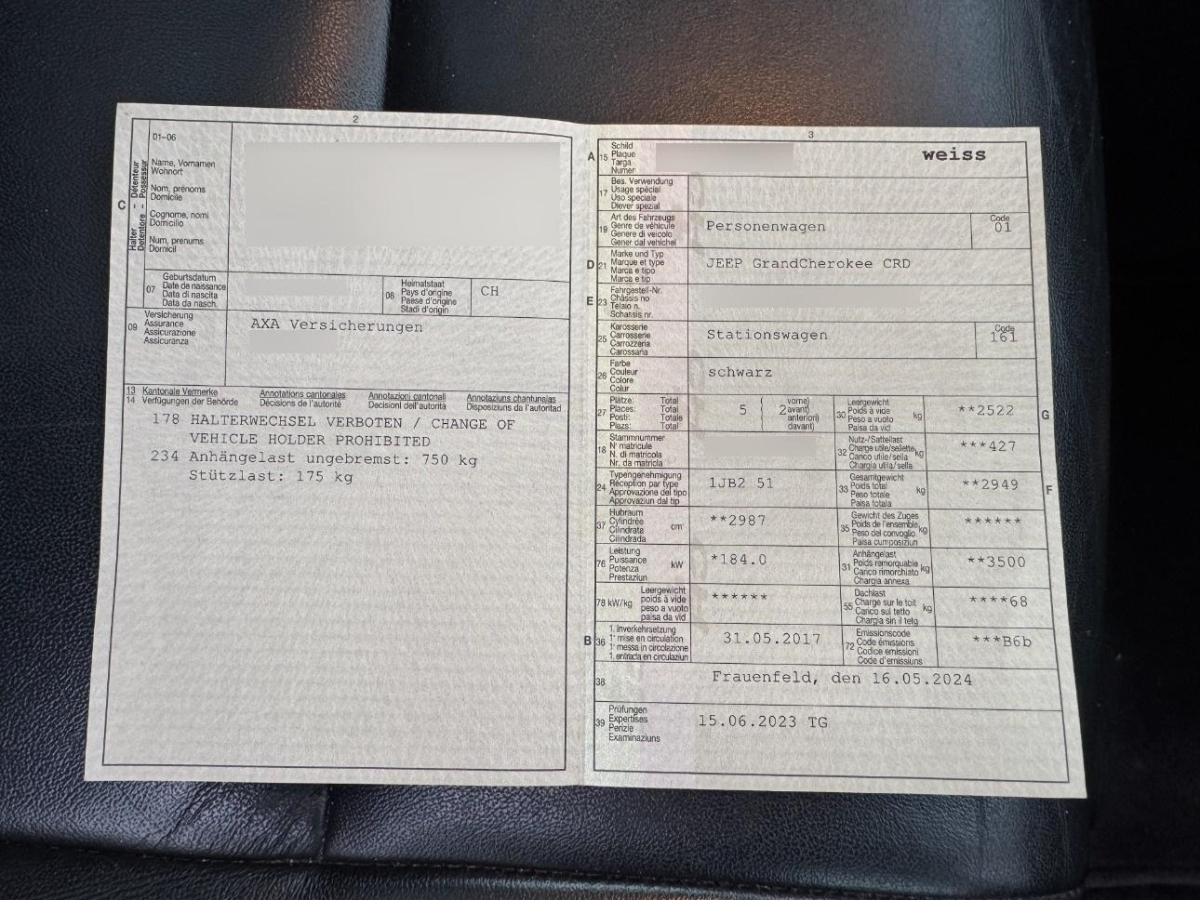 2
01-06
Halter - Détenteur
Detentore - Possessur
C
Name, Vornamen
Wohnort
Nom, prénoms
Domicile
Cognome, nomi
Domicilio
Num, prenums
Domicil
07
Geburtsdatum
Date de naissance
Data di nascita
Data da nasch.
08
Heimatstaat
Pays d'origine
Paese d'origine
Stadi d'origin
CH
09
Versicherung
Assurance
Assicurazione
Assicuranza
AXA Versicherungen
13 Kantonale Vermerke Annotations cantonales Annotazioni cantonali Annotaziuns chantunalas
14 Verfügungen der Behörde Décisions de l'autorité Decisioni dell'autorità Disposiziuns da l'autoritad
178 HALTERWECHSEL VERBOTEN / CHANGE OF
VEHICLE HOLDER PROHIBITED
234 Anhängelast ungebremst: 750 kg
Stützlast: 175 kg
3
A 15
Schild
Plaque
Targa
Numer
weiss
17
Bes. Verwendung
Usage spécial
Uso speciale
Diever spezial
19
Art des Fahrzeugs
Genre de véhicule
Genere di veicolo
Gener dal vehichel
Personenwagen
Code
01
D 21
Marke und Typ
Marque et type
Marca e tipo
Marca e tip
JEEP GrandCherokee CRD
E 23
Fahrgestell-Nr.
Châssis no
Telaio n.
Schassis nr.
25
Karosserie
Carrosserie
Carrozzeria
Carossaria
Stationswagen
Code
161
26
Farbe
Couleur
Colore
Colur
schwarz
27
Plätze: Total
Places: Total
Posti: Totale
Plazs: Total
5 ( 2
vorne)
avant)
anteriori)
davant)
30
Leergewicht
Poids à vide
Peso a vuoto
Paisa da vid
kg
**2522
G
18
Stammnummer
N° matricule
N. di matricola
Nr. da matricla
32
Nutz-/Sattellast
Charge utile/sellette
Carico utile/sella
Chargia utila/sella
kg
***427
24
Typengenehmigung
Réception par type
Approvazione del tipo
Approvaziun dal tip
1JB2 51
33
Gesamtgewicht
Poids total
Peso totale
Paisa totala
kg
**2949
F
37
Hubraum
Cylindrée
Cilindrata
Cilindrada
cm³
**2987
35
Gewicht des Zuges
Poids de l'ensemble
Peso del convoglio
Paisa cumposiziun
kg
******
76
Leistung
Puissance
Potenza
Prestaziun
kW
*184.0
31
Anhängelast
Poids remorquable
Carico rimorchiato
Chargia annexa
kg
**3500
78 kW/kg
Leergewicht
poids à vide
peso a vuoto
paisa da vid
******
55
Dachlast
Charge sur le toit
Carico sul tetto
Chargia sin il tetg
kg
****68
B 36
1. Inverkehrsetzung
1re mise en circulation
1a messa in circolazione
1. entrada en circulaziun
31.05.2017
72
Emissionscode
Code émissions
Codice emissioni
Code d'emissiuns
***B6b
38
Frauenfeld, den 16.05.2024
39
Prüfungen
Expertises
Perizie
Examinaziuns
15.06.2023 TG